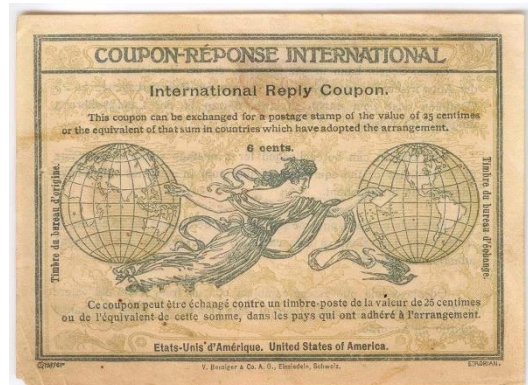 COUPON-RÉPONSE INTERNATIONAL
International Reply Coupon.
This coupon can be exchanged for a postage stamp of the value of 25 centimes
or the equivalent of that sum in countries which have adopted the arrangement.
6 cents.
Timbre du bureau d'origine.
Timbre du bureau d'échange.
Ce coupon peut être échangé contre un timbre-poste de la valeur de 25 centimes
ou de l'équivalent de cette somme, dans les pays qui ont adhéré à l'arrangement.
Etats-Unis d'Amérique. United States of America.
V. Benziger & Co. A. G., Einsiedeln, Schweiz.